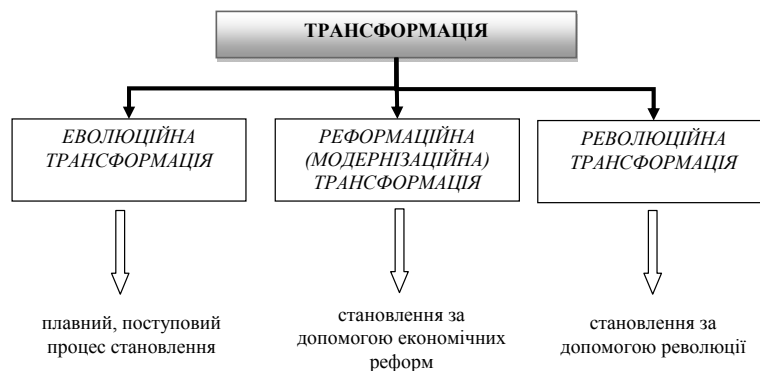 ТРАНСФОРМАЦІЯ
ЕВОЛЮЦІЙНА
ТРАНСФОРМАЦІЯ
РЕФОРМАЦІЙНА
(МОДЕРНІЗАЦІЙНА)
ТРАНСФОРМАЦІЯ
РЕВОЛЮЦІЙНА
ТРАНСФОРМАЦІЯ
плавний, поступовий
процес становлення
становлення за
допомогою економічних
реформ
становлення за
допомогою революції